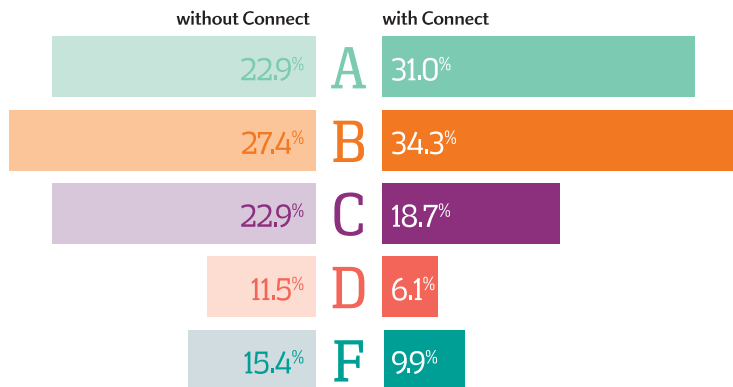 without Connect with Connect
22.9% A 31.0%
27.4% B 34.3%
22.9% C 18.7%
11.5% D 6.1%
15.4% F 9.9%